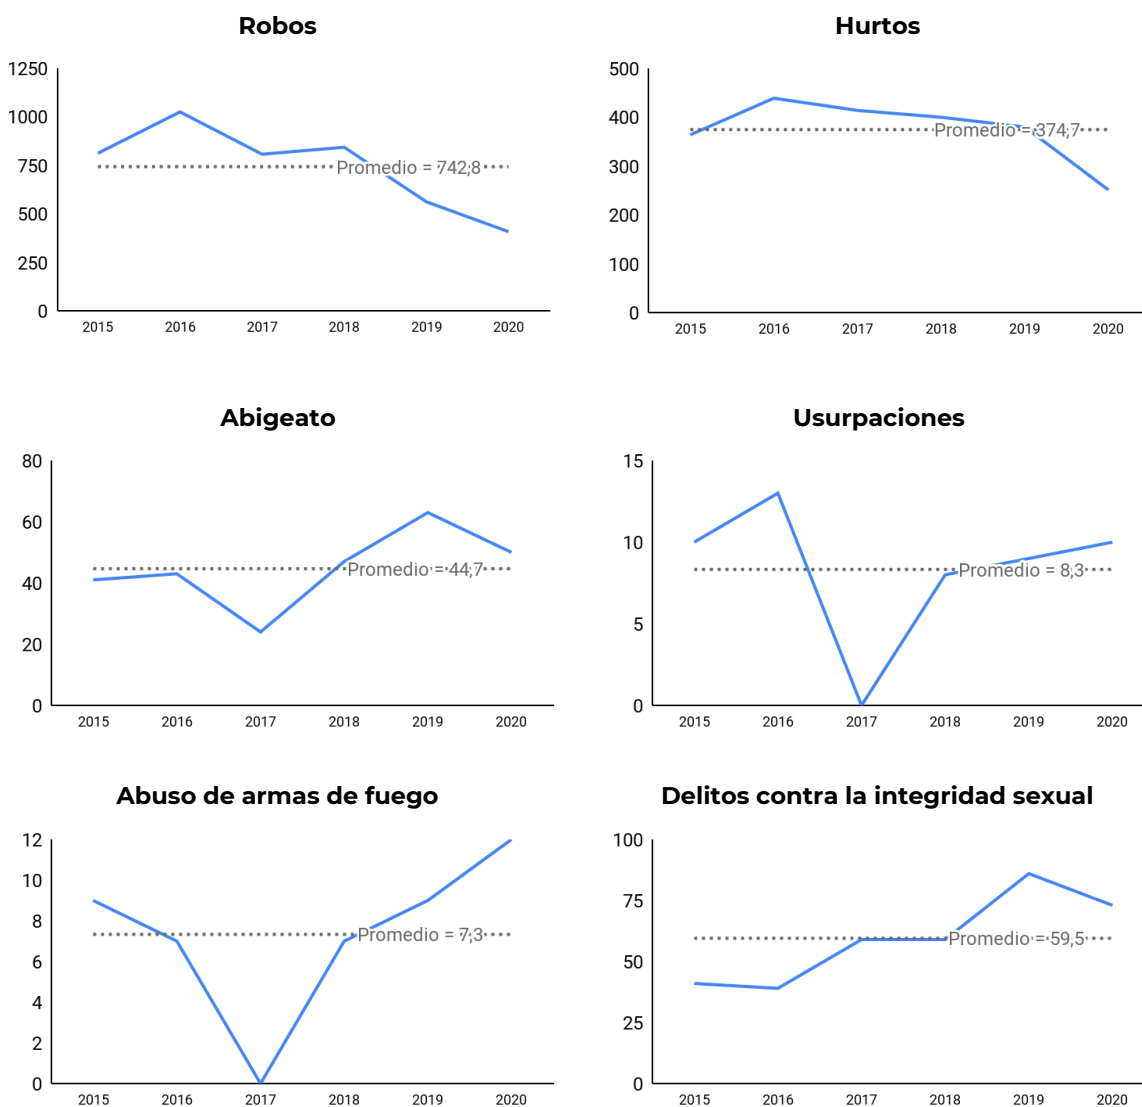 Robos
1250
1000
750
500
250
0
Promedio = 742,8
2015 2016 2017 2018 2019 2020
Hurtos
500
400
300
200
100
0
Promedio = 374,7
2015 2016 2017 2018 2019 2020
Abigeato
80
60
40
20
0
Promedio = 44,7
2015 2016 2017 2018 2019 2020
Usurpaciones
15
10
5
0
Promedio = 8,3
2015 2016 2017 2018 2019 2020
Abuso de armas de fuego
12
10
8
6
4
2
0
Promedio = 7,3
2015 2016 2017 2018 2019 2020
Delitos contra la integridad sexual
100
75
50
25
0
Promedio = 59,5
2015 2016 2017 2018 2019 2020